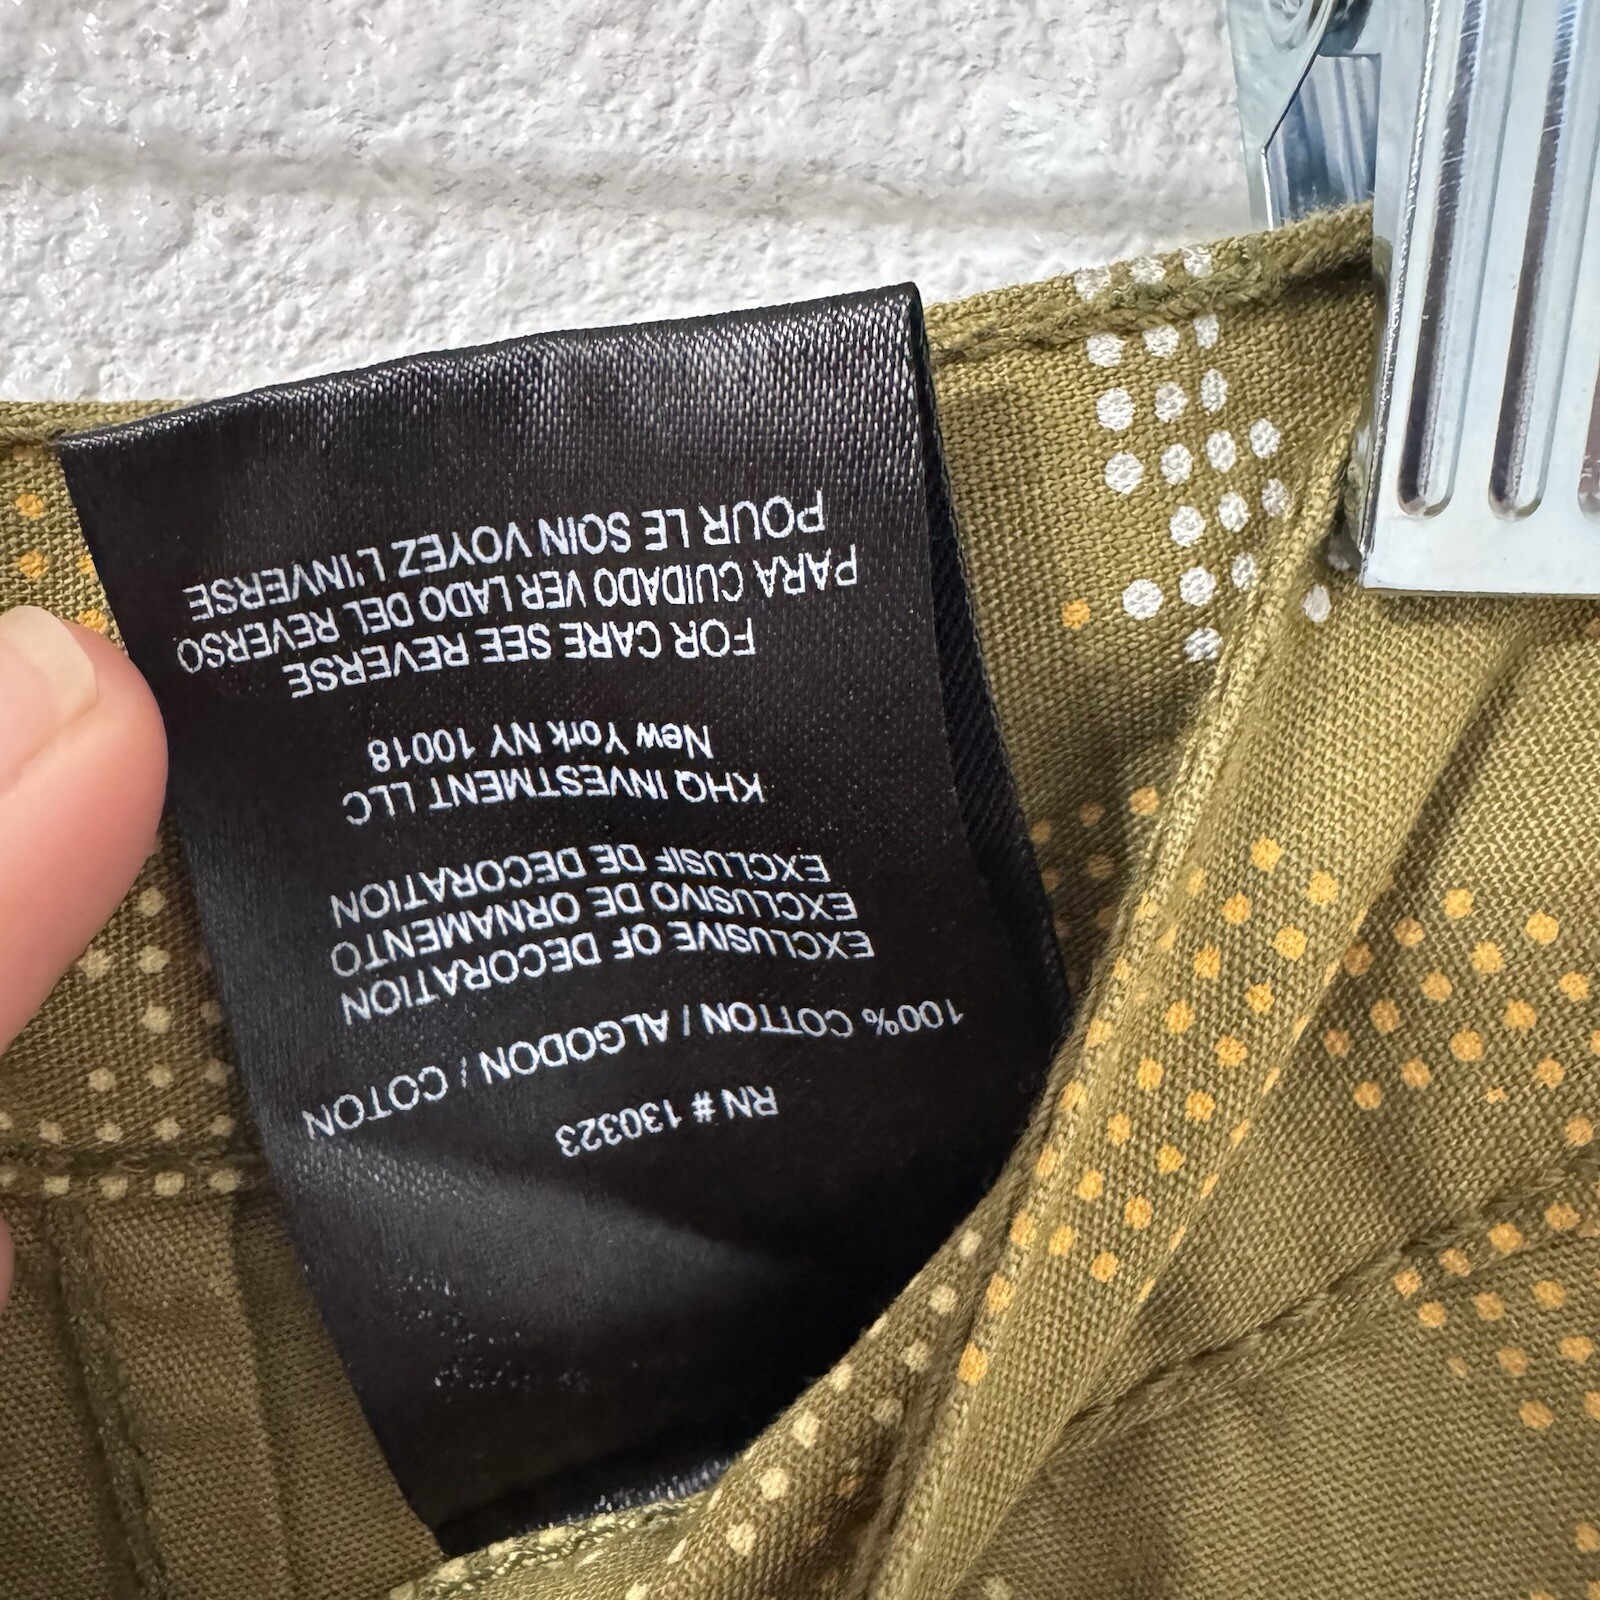 RN # 130323
100% COTTON / ALGODON / COTON
EXCLUSIVE OF DECORATION
EXCLUSIVO DE ORNAMENTO
EXCLUSIF DE DECORATION
KHQ INVESTMENT LLC
New York NY 10018
FOR CARE SEE REVERSE
PARA CUIDADO VER LADO DEL REVERSO
POUR LE SOIN VOYEZ L'INVERSE